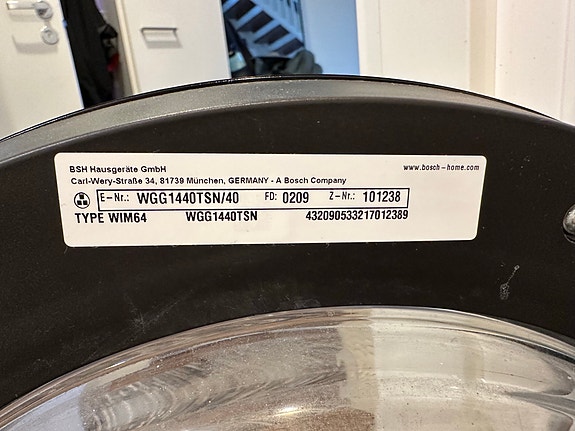 BSH Hausgeräte GmbH
Carl-Wery-Straße 34, 81739 München, GERMANY - A Bosch Company
www.bosch-home.com
E-Nr.: WGG1440TSN/40 FD: 0209 Z-Nr.: 101238
TYPE WIM64 WGG1440TSN 432090533217012389